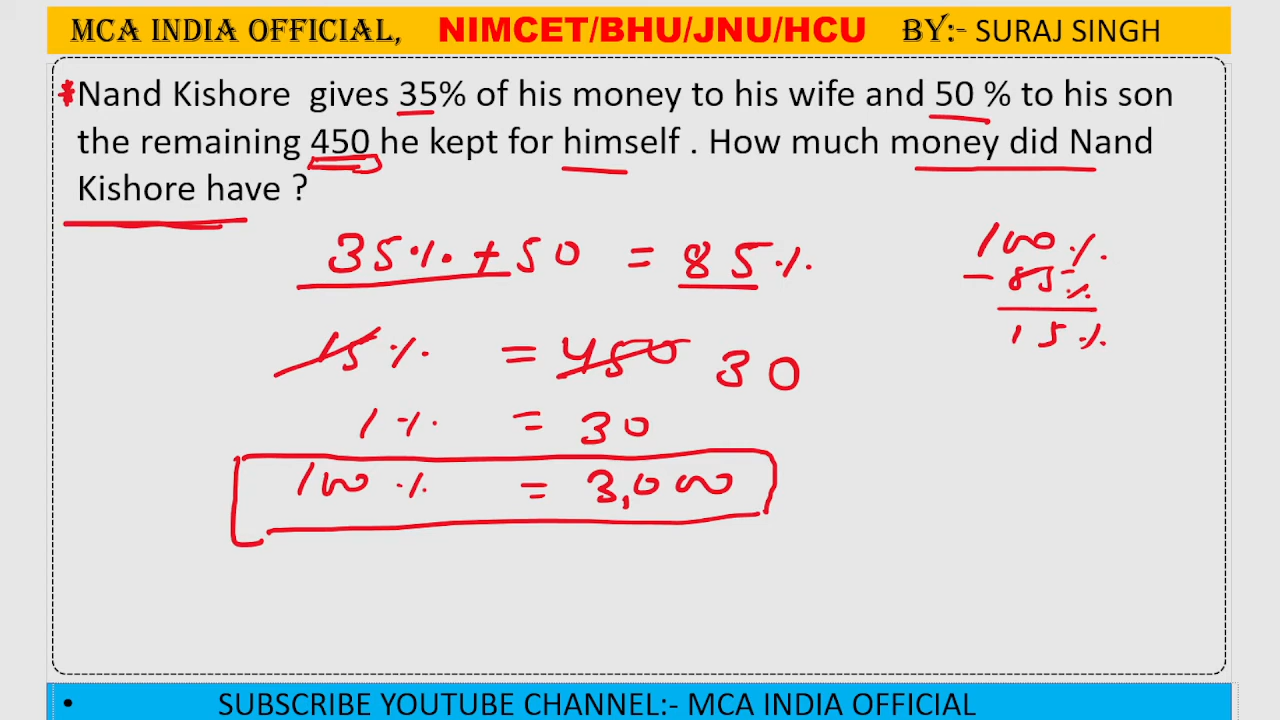 MCA INDIA OFFICIAL, NIMCET/BHU/JNU/HCU BY:- SURAJ SINGH
*Nand Kishore gives 35% of his money to his wife and 50 % to his son
the remaining 450 he kept for himself . How much money did Nand
Kishore have ?
35% + 50 = 85%
100%
- 85%
15%
15% = 450 30
1% = 30
100% = 3,000
• SUBSCRIBE YOUTUBE CHANNEL:- MCA INDIA OFFICIAL